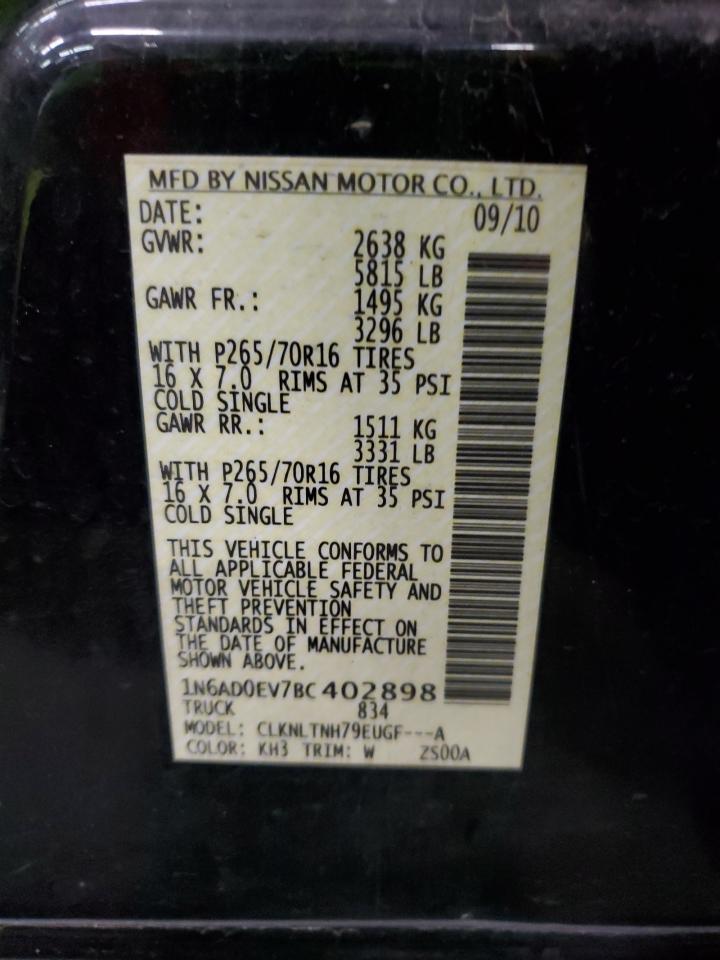 MFD BY NISSAN MOTOR CO., LTD.
DATE: 09/10
GVWR: 2638 KG
5815 LB
GAWR FR.: 1495 KG
3296 LB
WITH P265/70R16 TIRES
16 X 7.0 RIMS AT 35 PSI
COLD SINGLE
GAWR RR.: 1511 KG
3331 LB
WITH P265/70R16 TIRES
16 X 7.0 RIMS AT 35 PSI
COLD SINGLE
THIS VEHICLE CONFORMS TO
ALL APPLICABLE FEDERAL
MOTOR VEHICLE SAFETY AND
THEFT PREVENTION
STANDARDS IN EFFECT ON
THE DATE OF MANUFACTURE
SHOWN ABOVE.
1N6AD0EV7BC402898
TRUCK 834
MODEL: CLKNLTNH79EUGF---A
COLOR: KH3 TRIM: W ZS00A